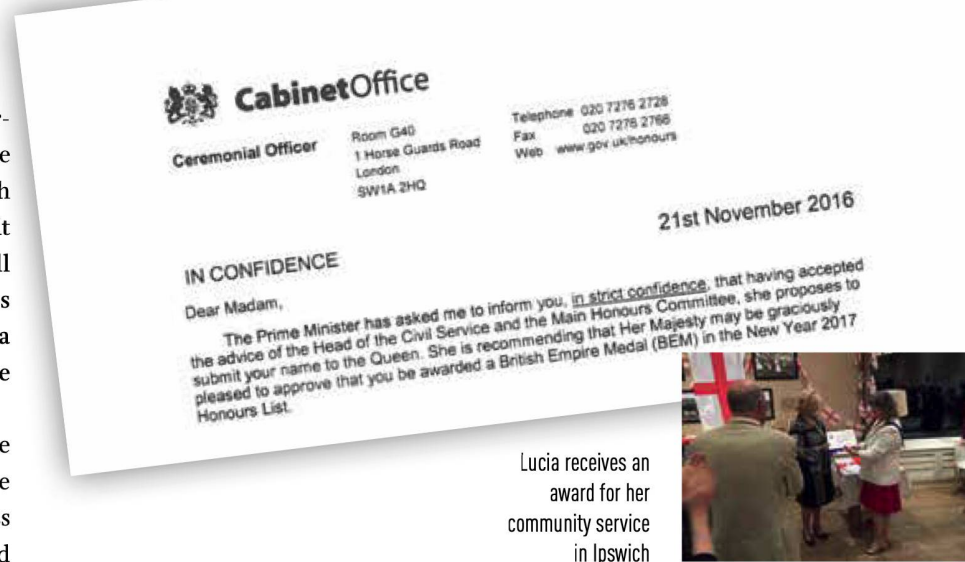 CabinetOffice
Ceremonial Officer
Room G40
1 Horse Guards Road
London
SW1A 2HQ
Telephone 020 7276 2728
Fax 020 7276 2766
Web www.gov.uk/honours
21st November 2016
IN CONFIDENCE
Dear Madam,
The Prime Minister has asked me to inform you, in strict confidence, that having accepted
the advice of the Head of the Civil Service and the Main Honours Committee, she proposes to
submit your name to the Queen. She is recommending that Her Majesty may be graciously
pleased to approve that you be awarded a British Empire Medal (BEM) in the New Year 2017
Honours List.
Lucia receives an
award for her
community service
in Ipswich